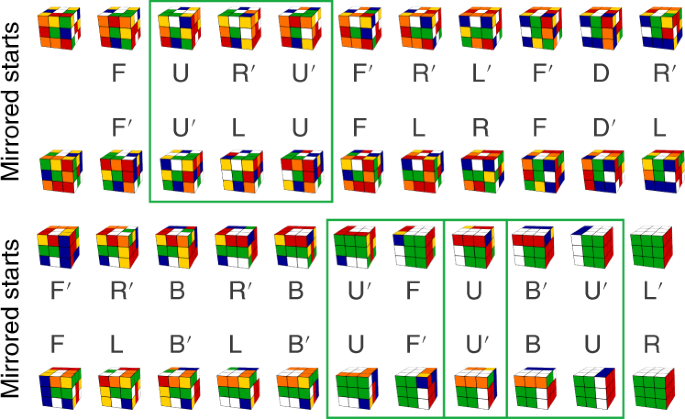 Mirrored starts
F U R′ U′ F′ R′ L′ F′ D R′
F′ U′ L U F L R F D′ L
Mirrored starts
F′ R′ B R′ B U′ F U B′ U′ L′
F L B′ L B′ U F′ U′ B U R